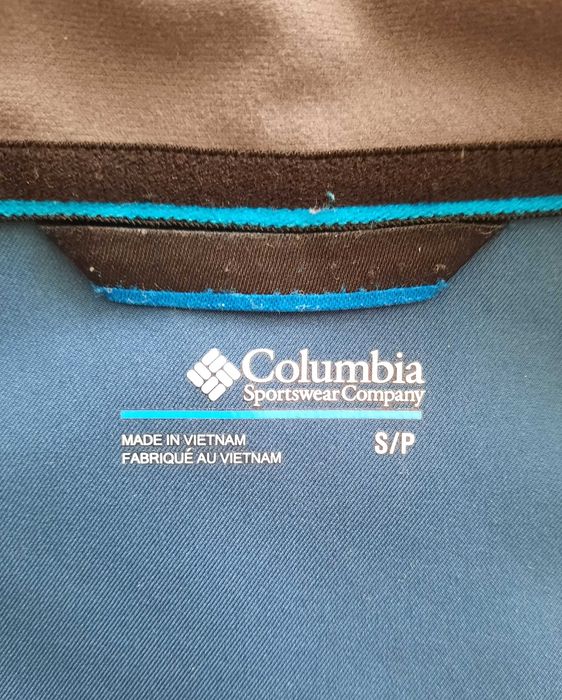 Columbia
Sportswear Company
MADE IN VIETNAM
FABRIQUÉ AU VIETNAM
S/P